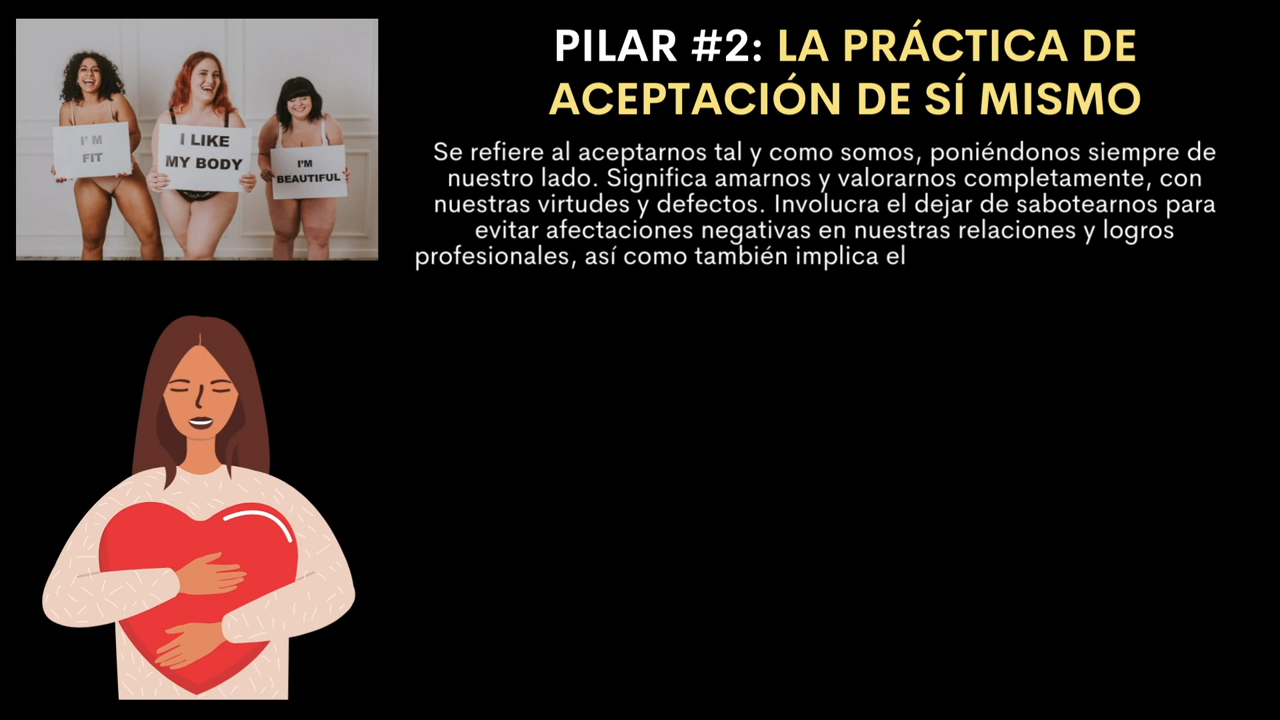 I'M
FIT
I LIKE
MY BODY
I'M
BEAUTIFUL
PILAR #2: LA PRÁCTICA DE
ACEPTACIÓN DE SÍ MISMO
Se refiere al aceptarnos tal y como somos, poniéndonos siempre de
nuestro lado. Significa amarnos y valorarnos completamente, con
nuestras virtudes y defectos. Involucra el dejar de sabotearnos para
evitar afectaciones negativas en nuestras relaciones y logros
profesionales, así como también implica el